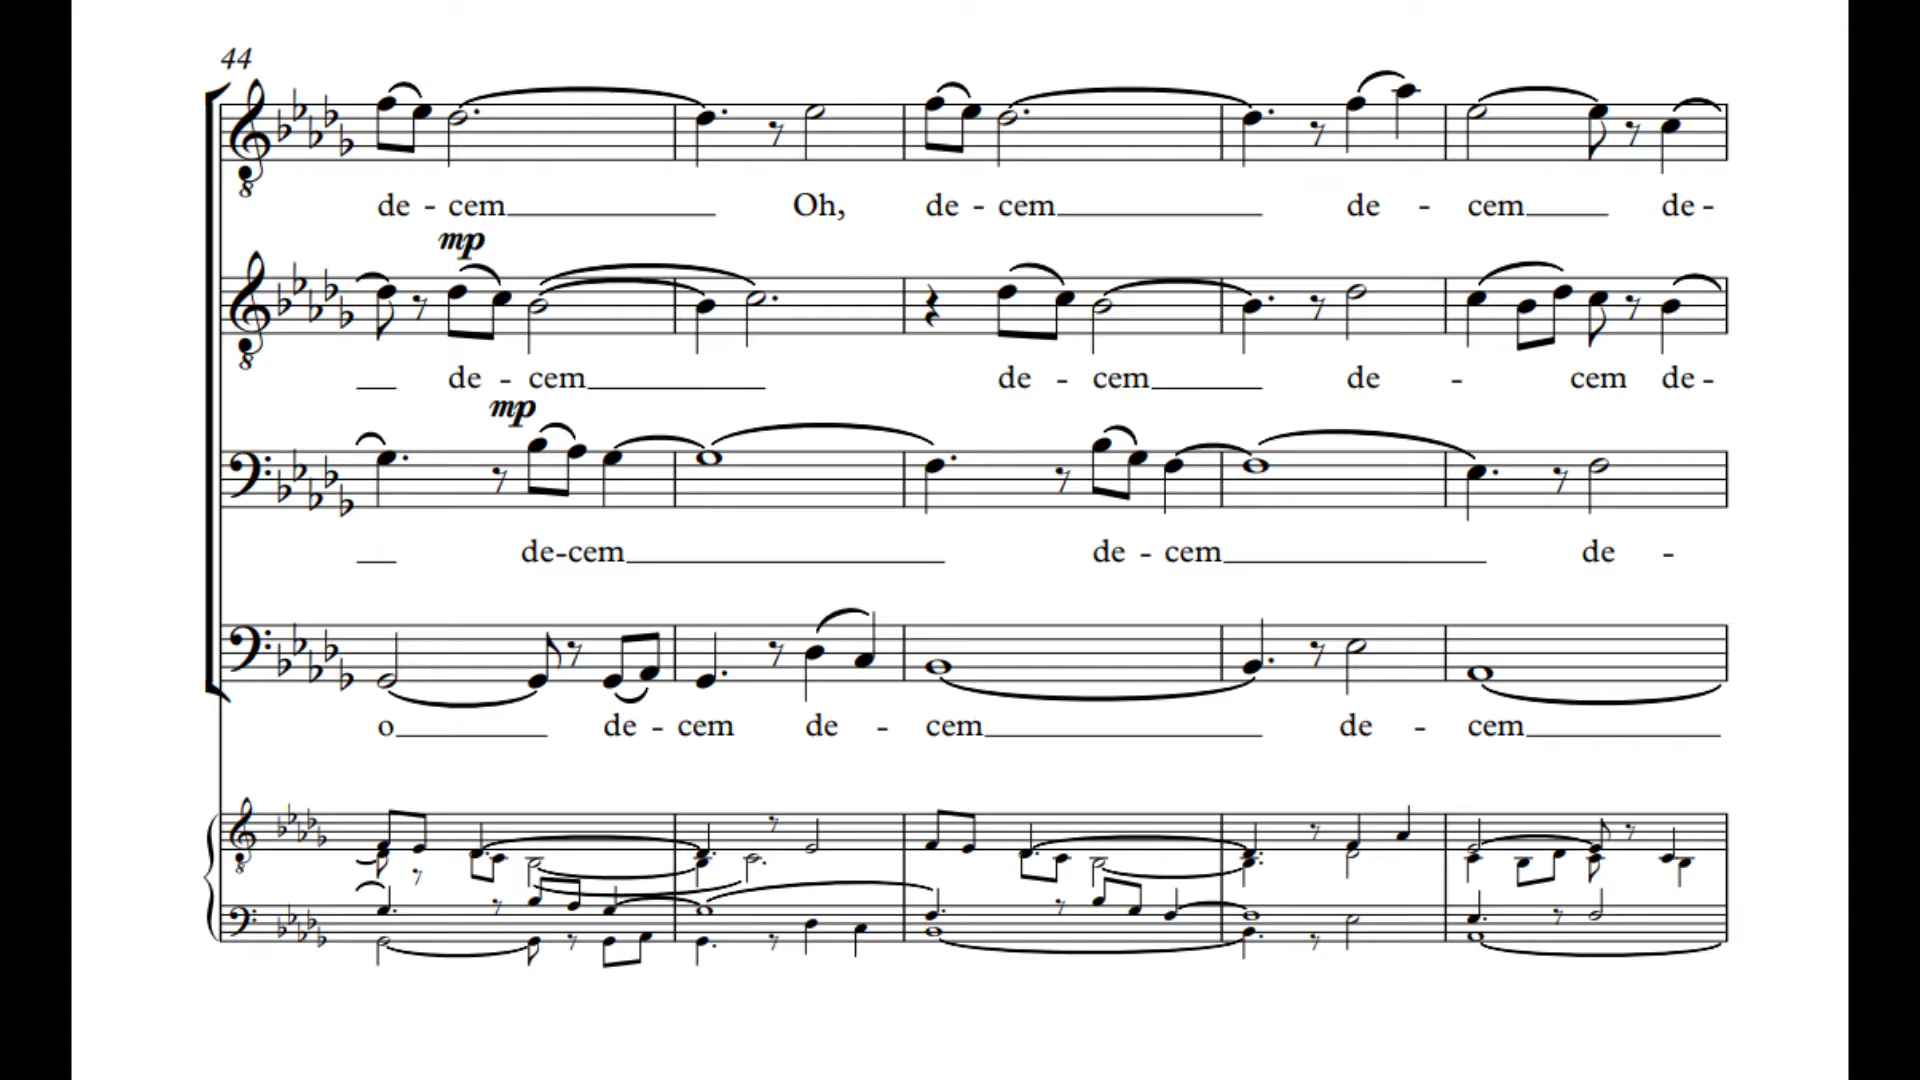 44
de - cem Oh, de - cem de - cem de -
mp
de - cem de - cem de - cem de -
mp
de-cem de - cem de -
o de - cem de - cem de - cem